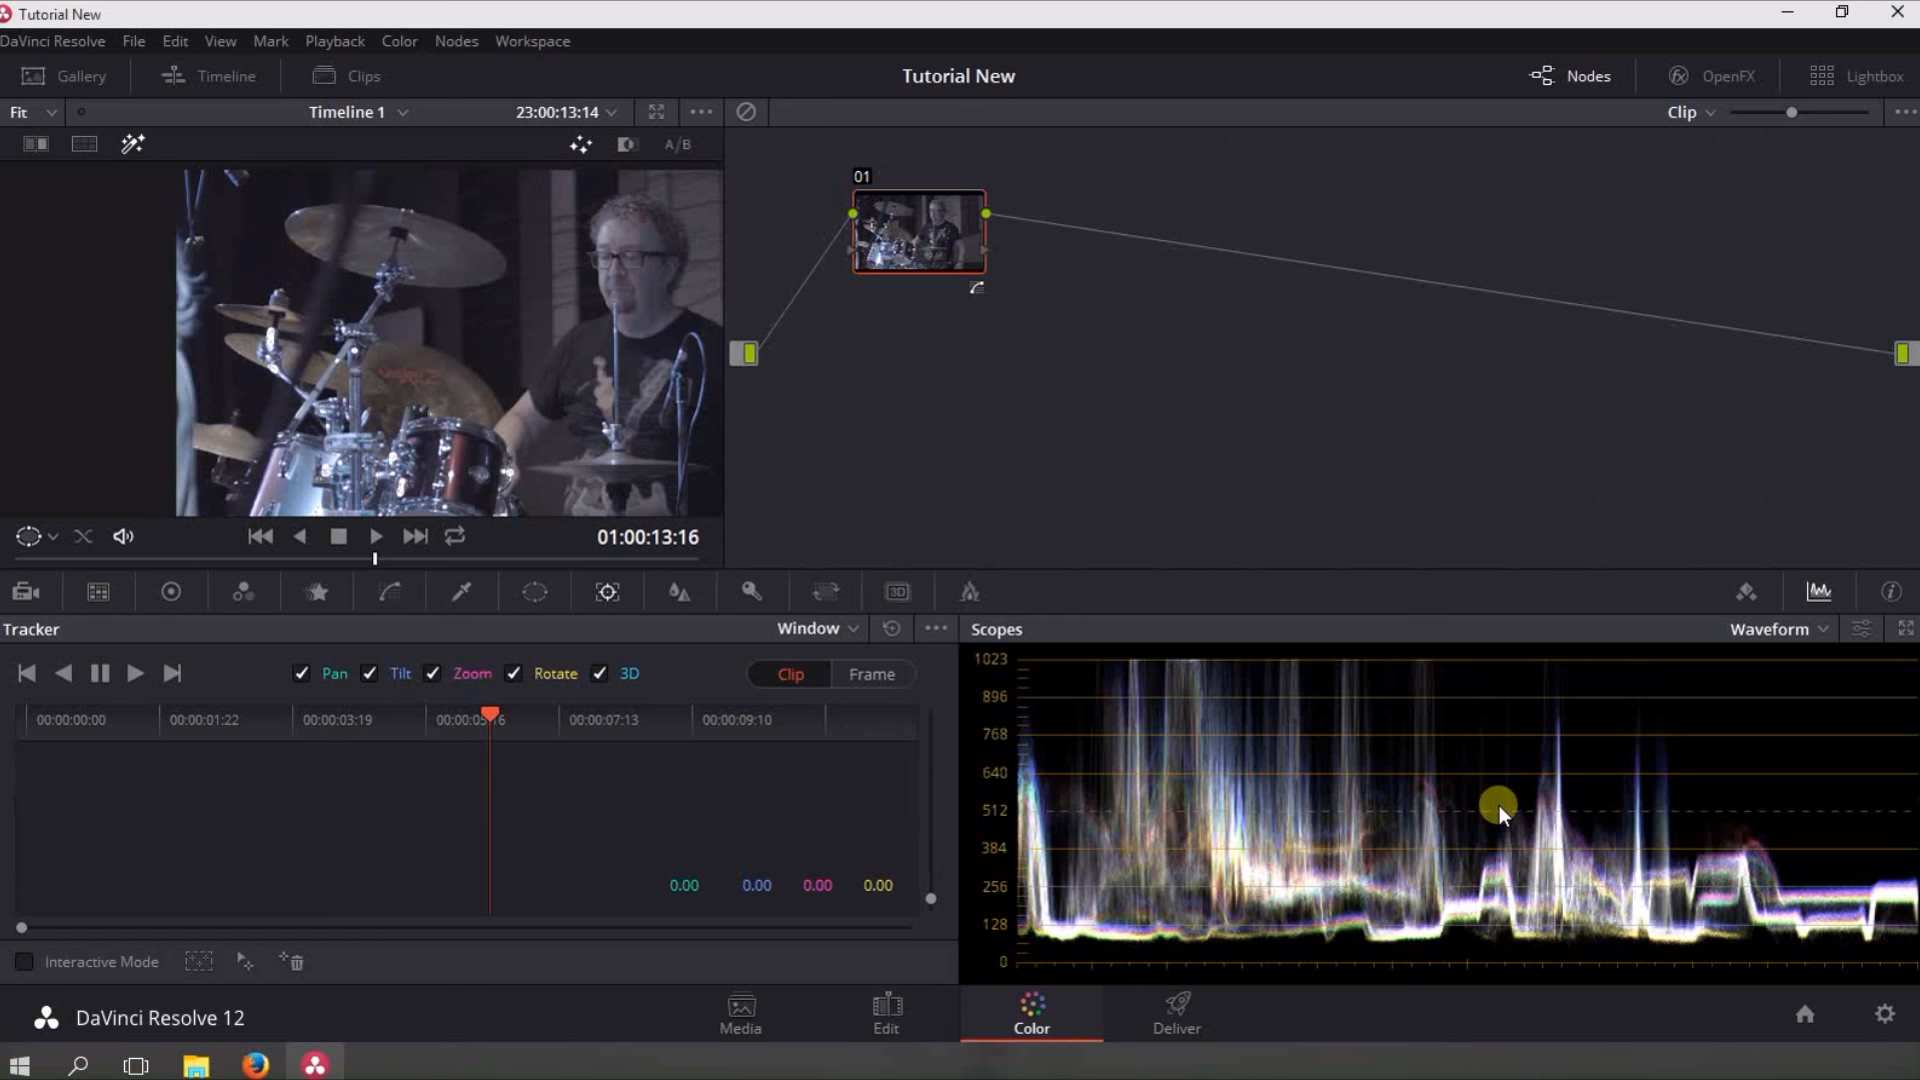 Tutorial New
DaVinci Resolve File Edit View Mark Playback Color Nodes Workspace
Gallery Timeline Clips Tutorial New Nodes OpenFX Lightbox
Fit Timeline 1 23:00:13:14 Clip
A/B
01
01:00:13:16
3D
Tracker Window Scopes Waveform
Pan Tilt Zoom Rotate 3D Clip Frame
00:00:00:00 00:00:01:22 00:00:03:19 00:00:05:16 00:00:07:13 00:00:09:10
0.00 0.00 0.00 0.00
1023
896
768
640
512
384
256
128
0
Interactive Mode
DaVinci Resolve 12 Media Edit Color Deliver